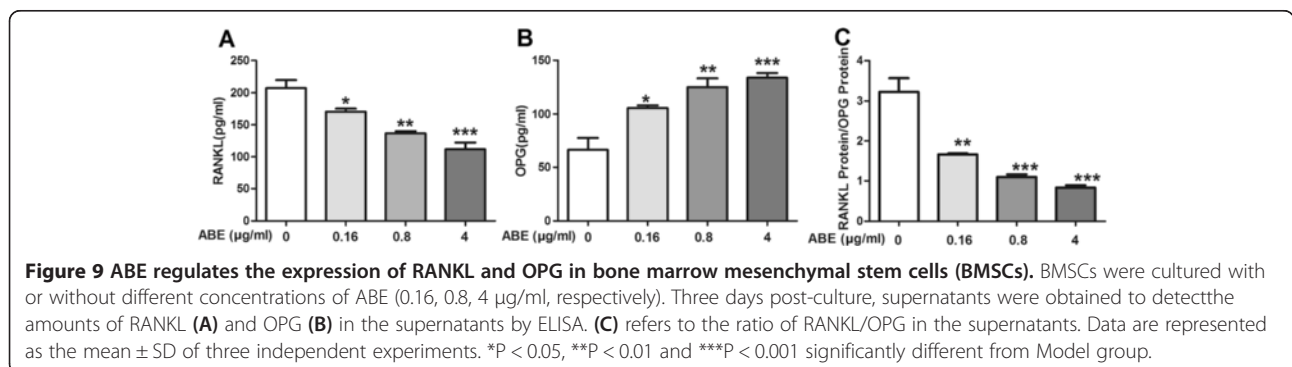 A
B
C
RANKL(pg/ml)
250
200
150
100
50
0
*
**
***
ABE (µg/ml) 0 0.16 0.8 4
OPG(pg/ml)
150
100
50
0
*
**
***
ABE (µg/ml) 0 0.16 0.8 4
RANKL Protein/OPG Protein
4
3
2
1
0
**
***
***
ABE (µg/ml) 0 0.16 0.8 4
Figure 9 ABE regulates the expression of RANKL and OPG in bone marrow mesenchymal stem cells (BMSCs). BMSCs were cultured with
or without different concentrations of ABE (0.16, 0.8, 4 µg/ml, respectively). Three days post-culture, supernatants were obtained to detectthe
amounts of RANKL (A) and OPG (B) in the supernatants by ELISA. (C) refers to the ratio of RANKL/OPG in the supernatants. Data are represented
as the mean ± SD of three independent experiments. *P < 0.05, **P < 0.01 and ***P < 0.001 significantly different from Model group.